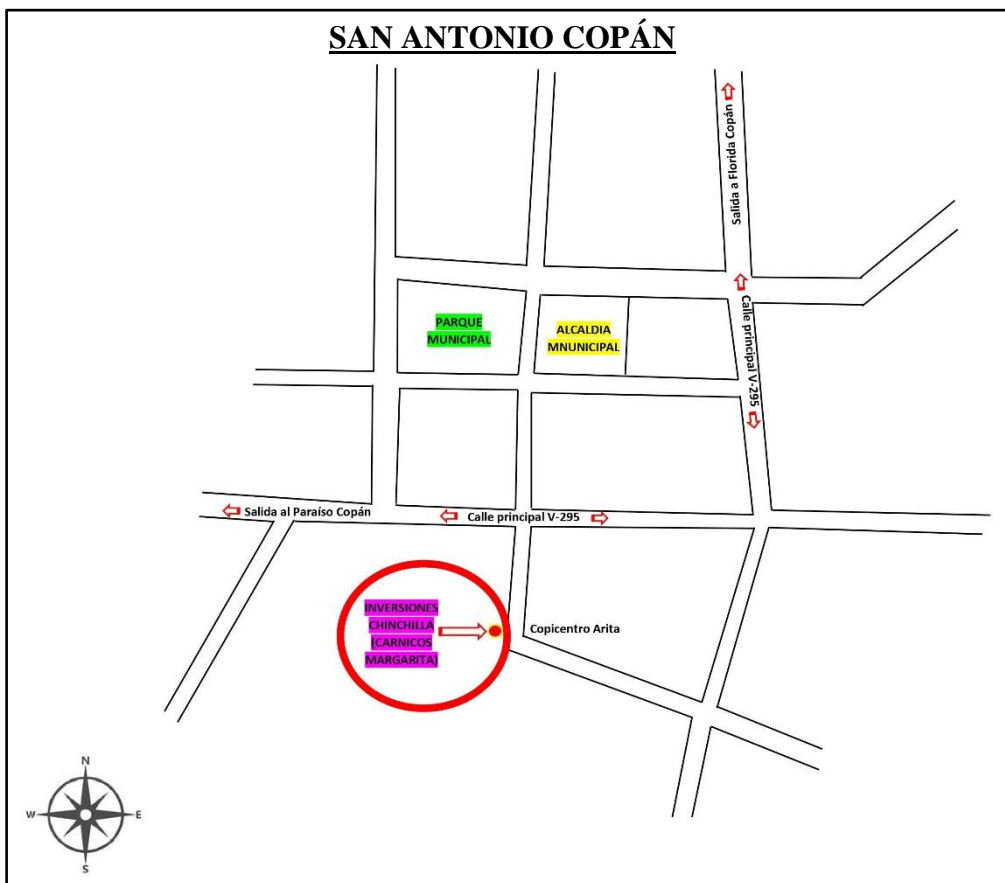 SAN ANTONIO COPÁN
Salida a Florida Copán
Calle principal V-295
PARQUE
MUNICIPAL
ALCALDIA
MNUNICIPAL
Salida al Paraíso Copán
Calle principal V-295
INVERSIONES
CHINCHILLA
(CARNICOS
MARGARITA)
Copicentro Arita
N
W
E
S